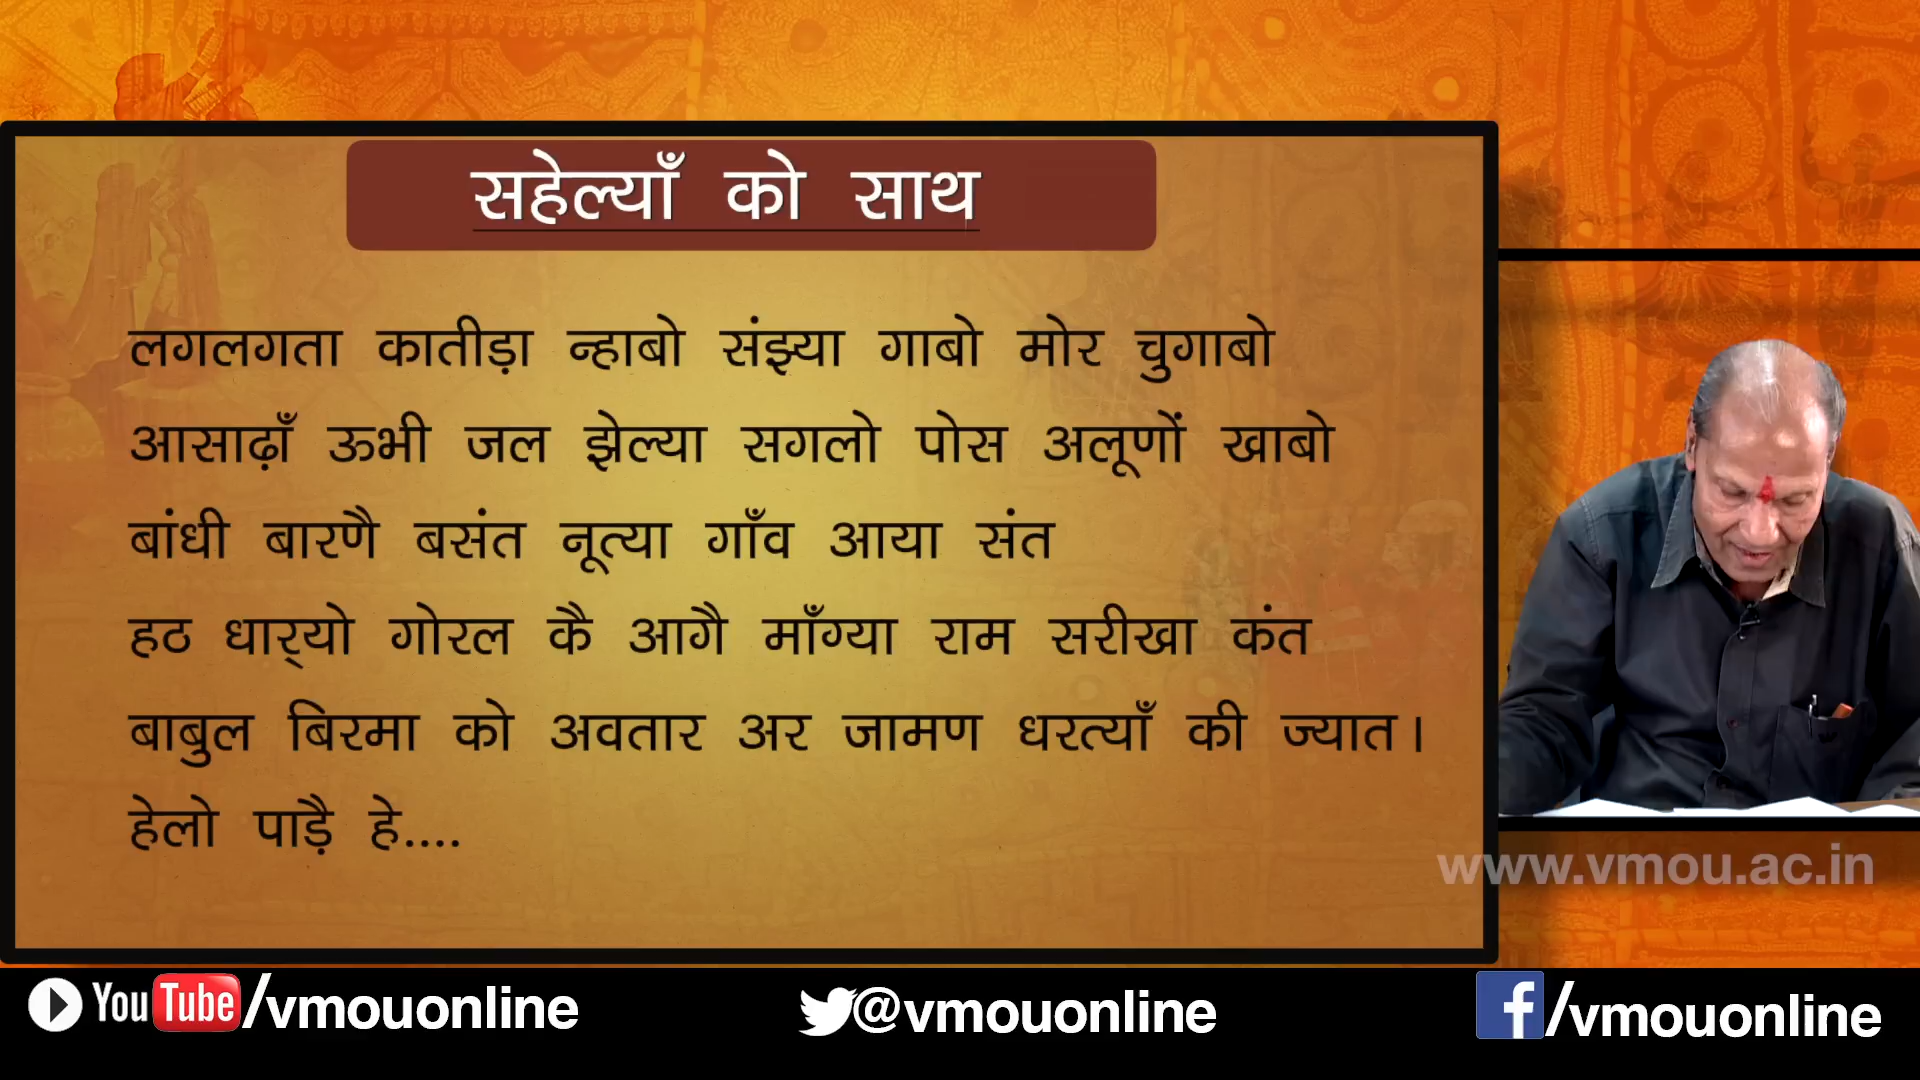 सहेल्याँ को साथ
लगलगता कातीड़ा न्हाबो संझ्या गाबो मोर चुगाबो
आसाढ़ाँ ऊभी जल झेल्या सगलो पोस अलूणों खाबो
बांधी बारणै बसंत नूत्या गाँव आया संत
हठ धार्‌यो गोरल कै आगै माँग्या राम सरीखा कंत
बाबुल बिरमा को अवतार अर जामण धरत्याँ की ज्यात।
हेलो पाड़ै हे....
www.vmou.ac.in
YouTube/vmouonline
@vmouonline
f/vmouonline